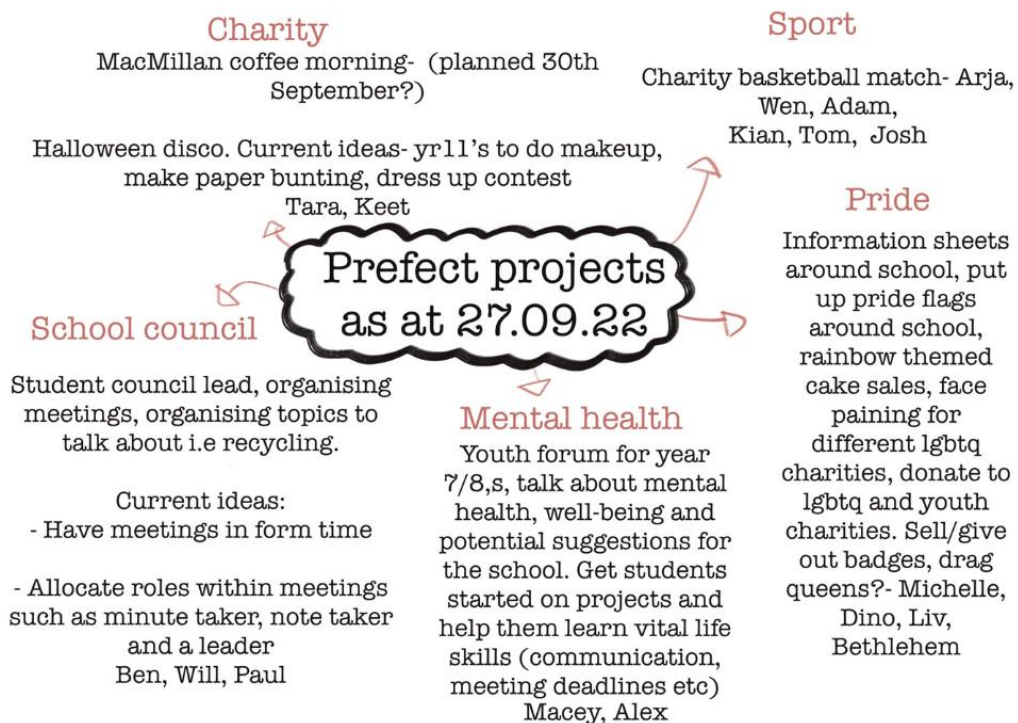 Charity
MacMillan coffee morning- (planned 30th
September?)
Halloween disco. Current ideas- yr11's to do makeup,
make paper bunting, dress up contest
Tara, Keet
Sport
Charity basketball match- Arja,
Wen, Adam,
Kian, Tom, Josh
Prefect projects
as at 27.09.22
Pride
Information sheets
around school, put
up pride flags
around school,
rainbow themed
cake sales, face
paining for
different lgbtq
charities, donate to
lgbtq and youth
charities. Sell/give
out badges, drag
queens?- Michelle,
Dino, Liv,
Bethlehem
School council
Student council lead, organising
meetings, organising topics to
talk about i.e recycling.
Current ideas:
- Have meetings in form time
- Allocate roles within meetings
such as minute taker, note taker
and a leader
Ben, Will, Paul
Mental health
Youth forum for year
7/8,s, talk about mental
health, well-being and
potential suggestions for
the school. Get students
started on projects and
help them learn vital life
skills (communication,
meeting deadlines etc)
Macey, Alex